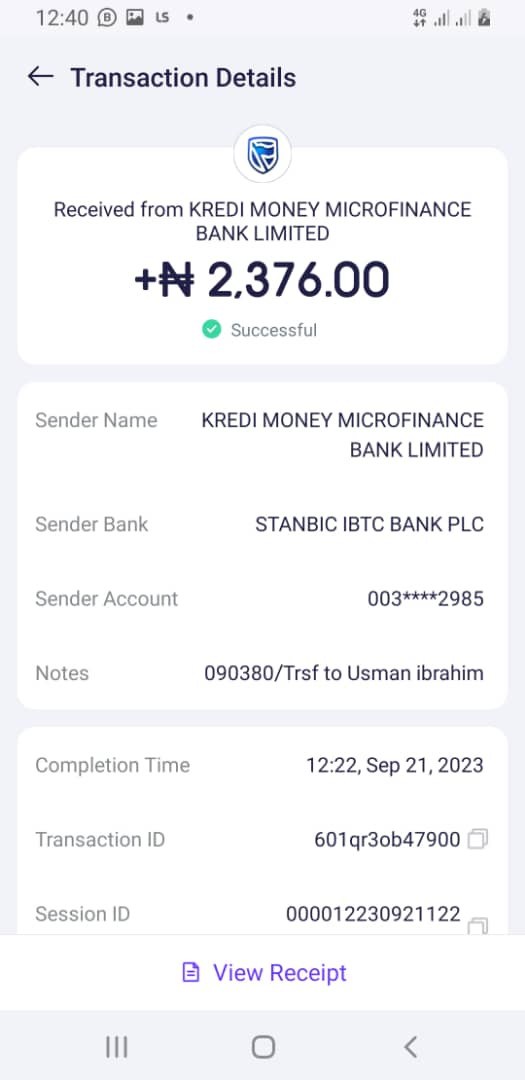 12:40 B LS •
4G
Transaction Details
Received from KREDI MONEY MICROFINANCE
BANK LIMITED
+₦ 2,376.00
Successful
Sender Name KREDI MONEY MICROFINANCE
BANK LIMITED
Sender Bank STANBIC IBTC BANK PLC
Sender Account 003****2985
Notes 090380/Trsf to Usman ibrahim
Completion Time 12:22, Sep 21, 2023
Transaction ID 601qr3ob47900
Session ID 000012230921122
View Receipt